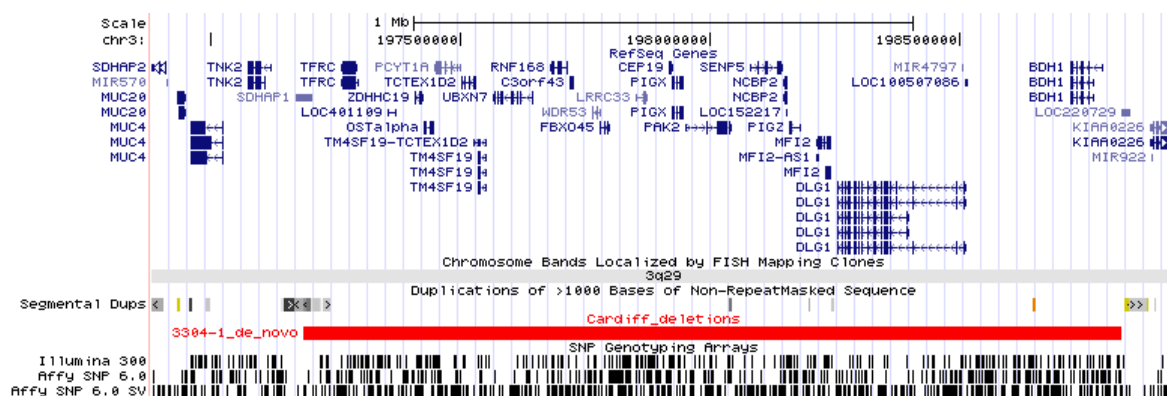 Scale 1 Mb
chr3: 197500000 198000000 198500000
RefSeq Genes
SDHAP2 TNK2 TFRC PCYT1A RNF168 CEP19 SENP5 MIR4797 BDH1
MIR570 TNK2 TFRC TCTEX1D2 C3orf43 PIGX NCBP2 LOC100507086 BDH1
MUC20 SDHAP1 ZDHHC19 UBXN7 LRRC33 NCBP2 BDH1
MUC20 LOC401109 WDR53 PIGX LOC152217 LOC220729
MUC4 OSTalpha FBXO45 PAK2 PIGZ KIAA0226
MUC4 TM4SF19-TCTEX1D2 MFI2 KIAA0226
MUC4 TM4SF19 MFI2-AS1 MIR922
TM4SF19 MFI2
TM4SF19 DLG1
DLG1
DLG1
DLG1
DLG1
Chromosome Bands Localized by FISH Mapping Clones
3q29
Duplications of >1000 Bases of Non-RepeatMasked Sequence
Segmental Dups
Cardiff_deletions
3304-1_de_novo
SNP Genotyping Arrays
Illumina 300
Affy SNP 6.0
Affy SNP 6.0 SV